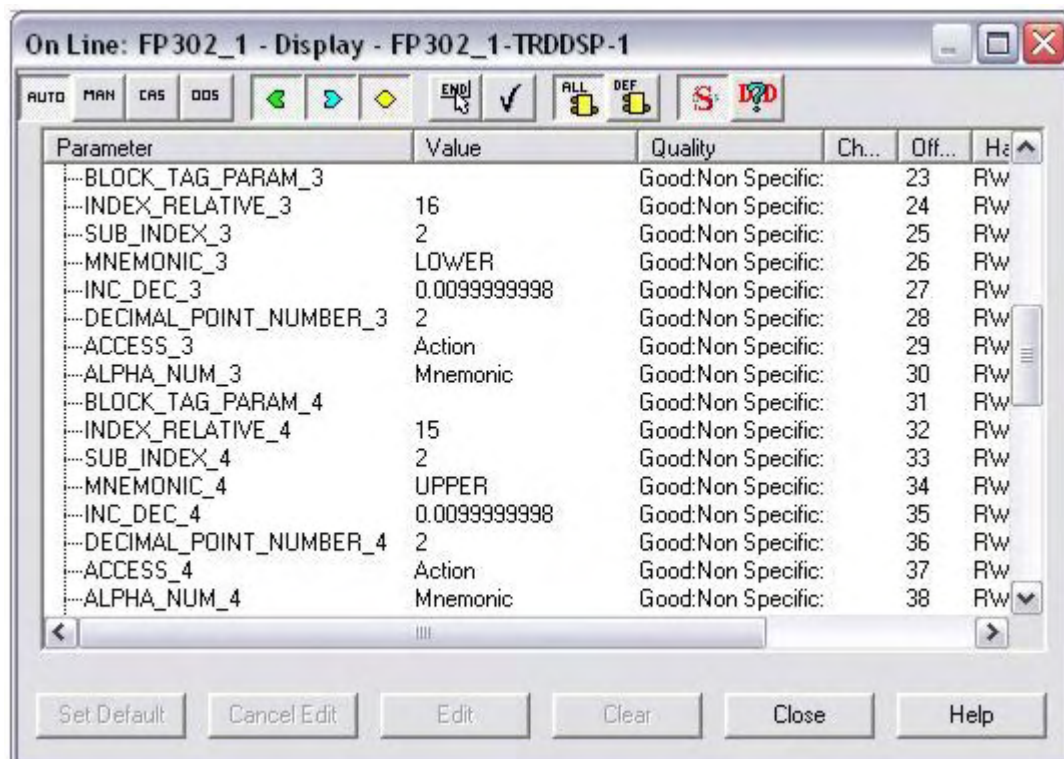 On Line: FP302_1 - Display - FP302_1-TRDDSP-1
AUTO MAN CAS OOS END ALL DEF S D?D
Parameter Value Quality Ch... Off... Ha
BLOCK_TAG_PARAM_3 Good:Non Specific: 23 RW
INDEX_RELATIVE_3 16 Good:Non Specific: 24 RW
SUB_INDEX_3 2 Good:Non Specific: 25 RW
MNEMONIC_3 LOWER Good:Non Specific: 26 RW
INC_DEC_3 0.0099999998 Good:Non Specific: 27 RW
DECIMAL_POINT_NUMBER_3 2 Good:Non Specific: 28 RW
ACCESS_3 Action Good:Non Specific: 29 RW
ALPHA_NUM_3 Mnemonic Good:Non Specific: 30 RW
BLOCK_TAG_PARAM_4 Good:Non Specific: 31 RW
INDEX_RELATIVE_4 15 Good:Non Specific: 32 RW
SUB_INDEX_4 2 Good:Non Specific: 33 RW
MNEMONIC_4 UPPER Good:Non Specific: 34 RW
INC_DEC_4 0.0099999998 Good:Non Specific: 35 RW
DECIMAL_POINT_NUMBER_4 2 Good:Non Specific: 36 RW
ACCESS_4 Action Good:Non Specific: 37 RW
ALPHA_NUM_4 Mnemonic Good:Non Specific: 38 RW
Set Default Cancel Edit Edit Clear Close Help